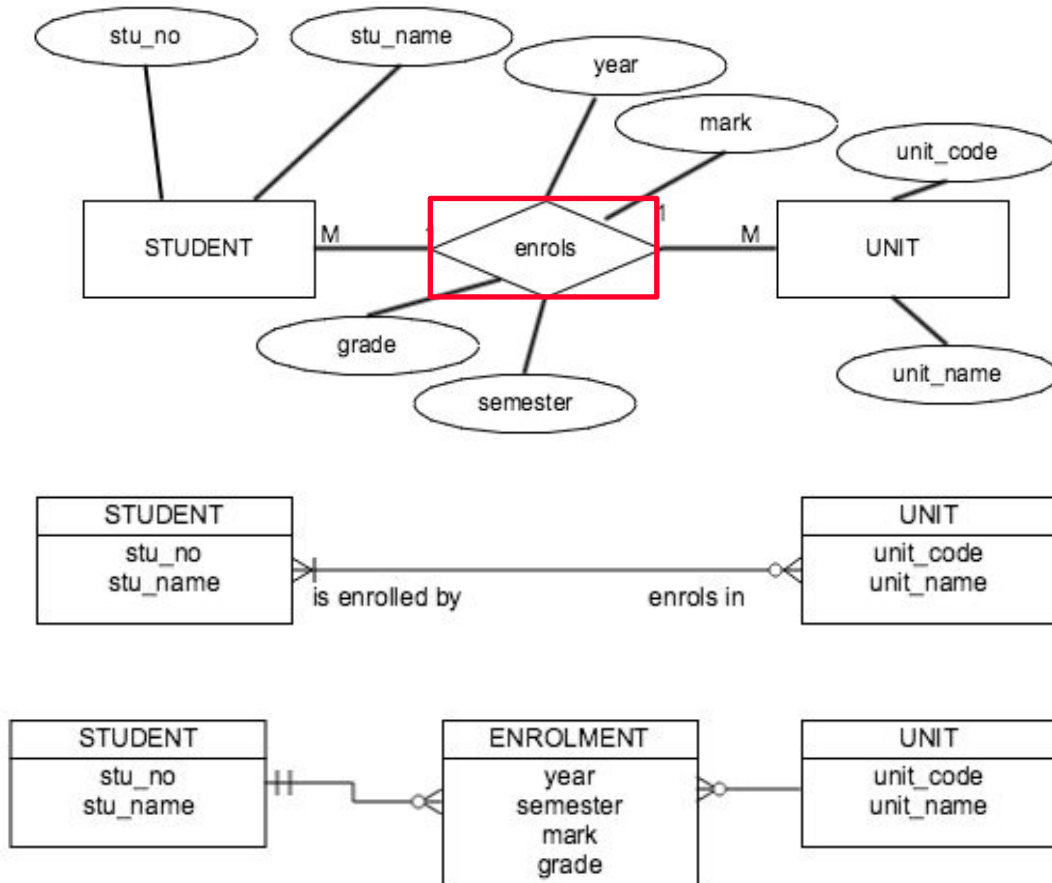 stu_no
stu_name
year
mark
unit_code
STUDENT
M
1
enrols
M
UNIT
grade
semester
unit_name
STUDENT
stu_no
stu_name
is enrolled by
enrols in
UNIT
unit_code
unit_name
STUDENT
stu_no
stu_name
ENROLMENT
year
semester
mark
grade
UNIT
unit_code
unit_name